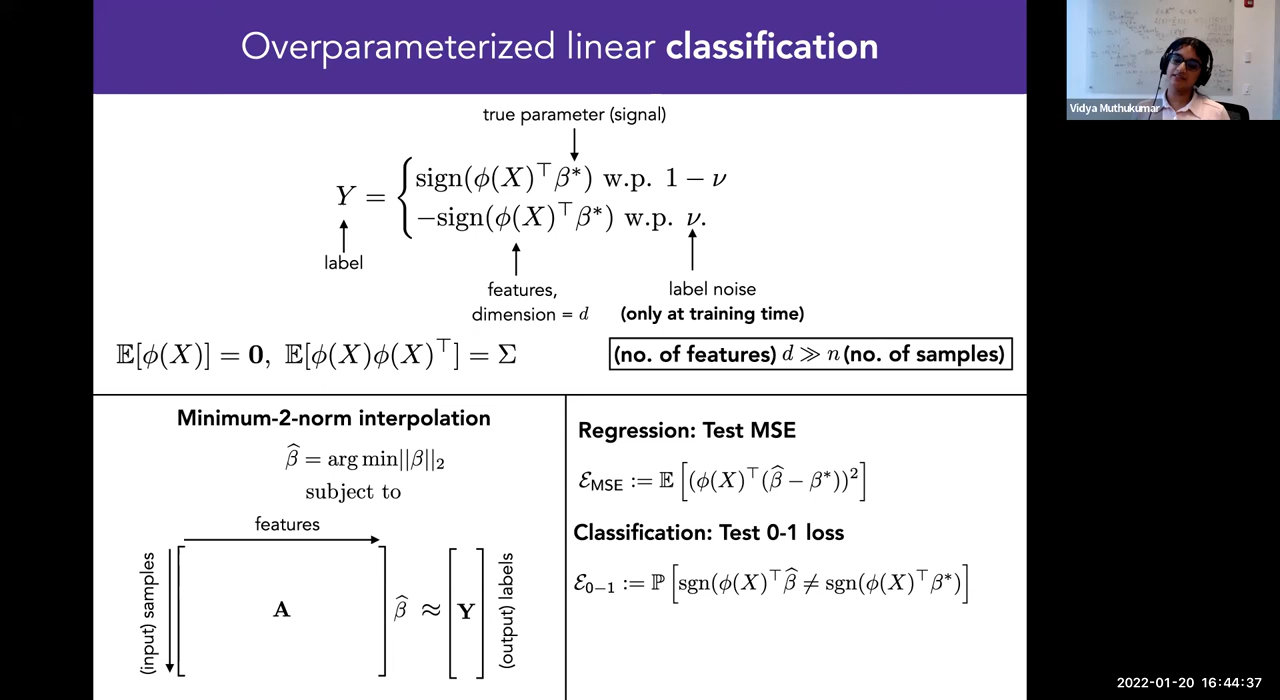 Overparameterized linear classification
Vidya Muthukumar
true parameter (signal)
Y = { sign(ϕ(X)^⊤ β*) w.p. 1 − ν
−sign(ϕ(X)^⊤ β*) w.p. ν.
label
features,
dimension = d
label noise
(only at training time)
𝔼[ϕ(X)] = 𝟎, 𝔼[ϕ(X)ϕ(X)^⊤] = Σ
(no. of features) d ≫ n (no. of samples)
Minimum-2-norm interpolation
β̂ = arg min||β||₂
subject to
features
(input) samples
A
β̂ ≈
Y
(output) labels
Regression: Test MSE
ℰ_MSE := 𝔼 [(ϕ(X)^⊤(β̂ − β*))²]
Classification: Test 0-1 loss
ℰ_0−1 := ℙ [sgn(ϕ(X)^⊤β̂ ≠ sgn(ϕ(X)^⊤β*)]
2022-01-20 16:44:37